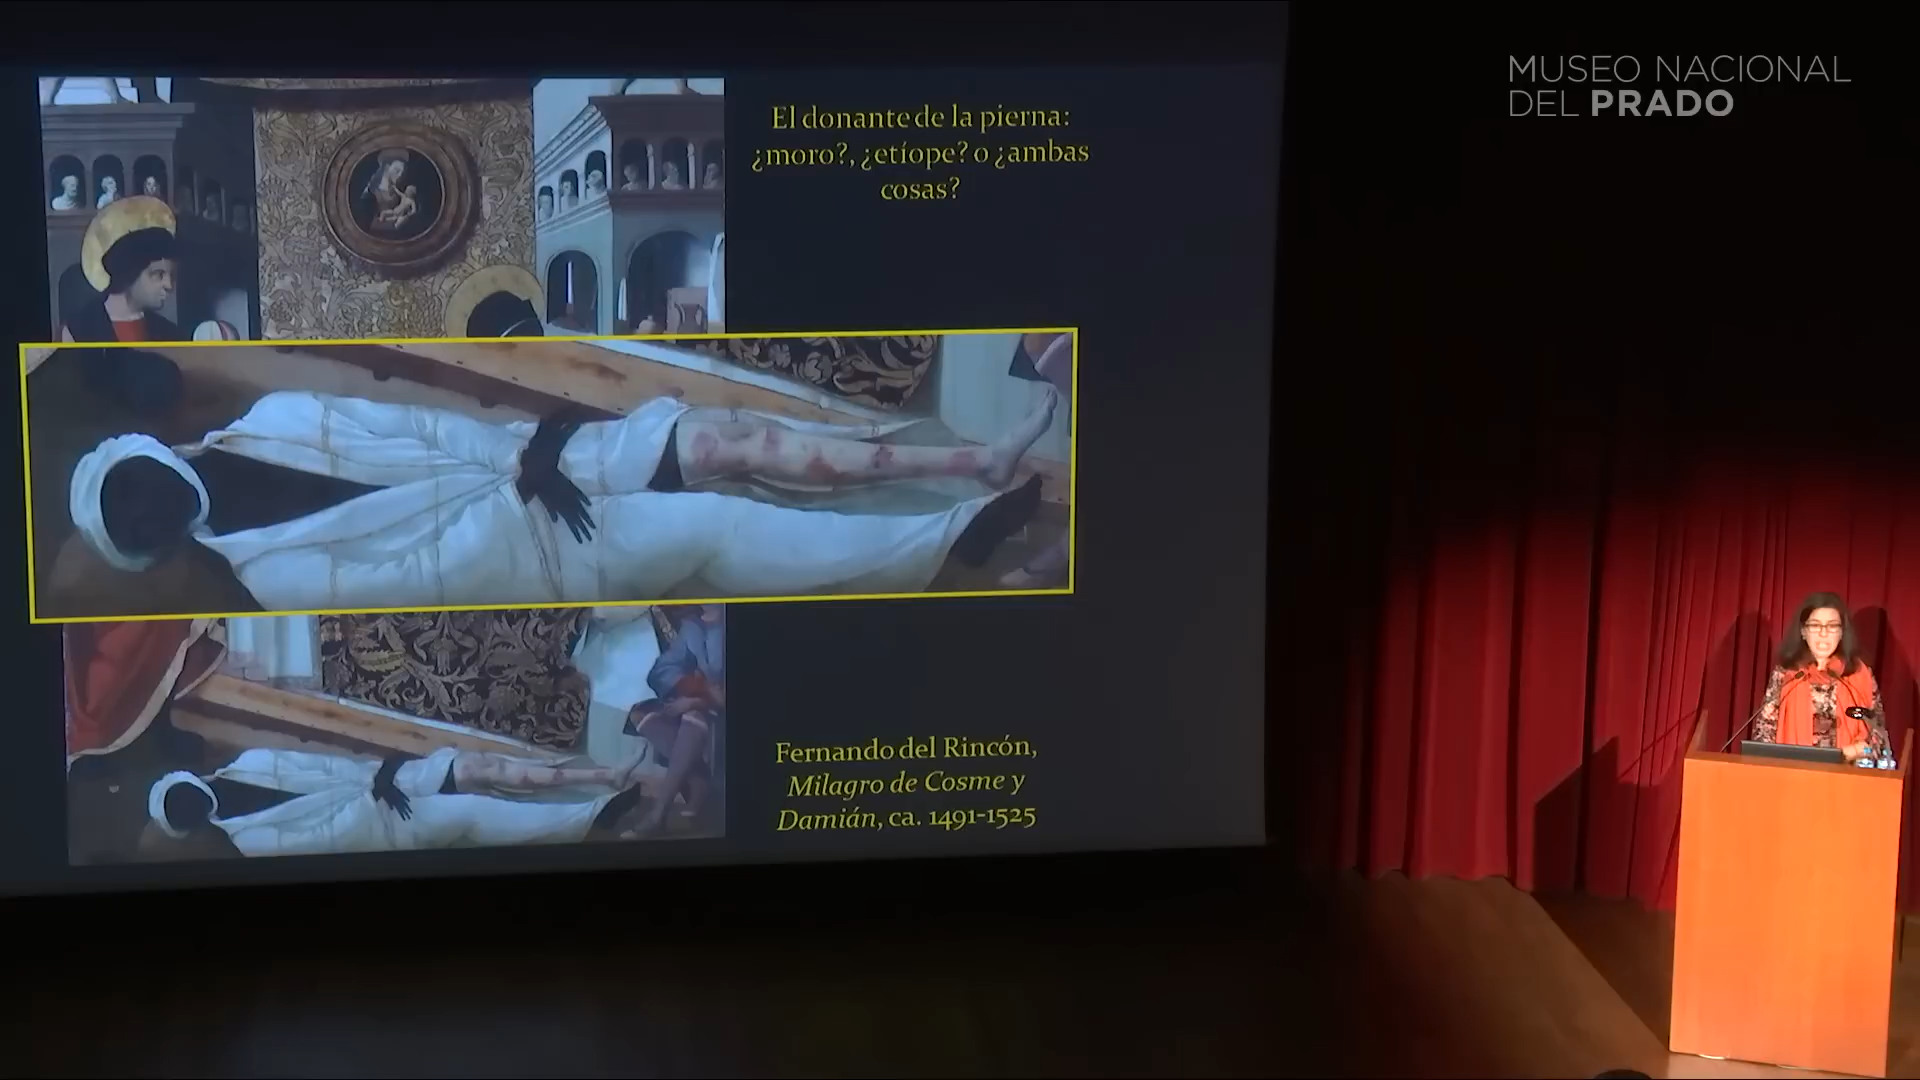 El donante de la pierna:
¿moro?, ¿etíope? o ¿ambas
cosas?
Fernando del Rincón,
Milagro de Cosme y
Damián, ca. 1491-1525
MUSEO NACIONAL
DEL PRADO